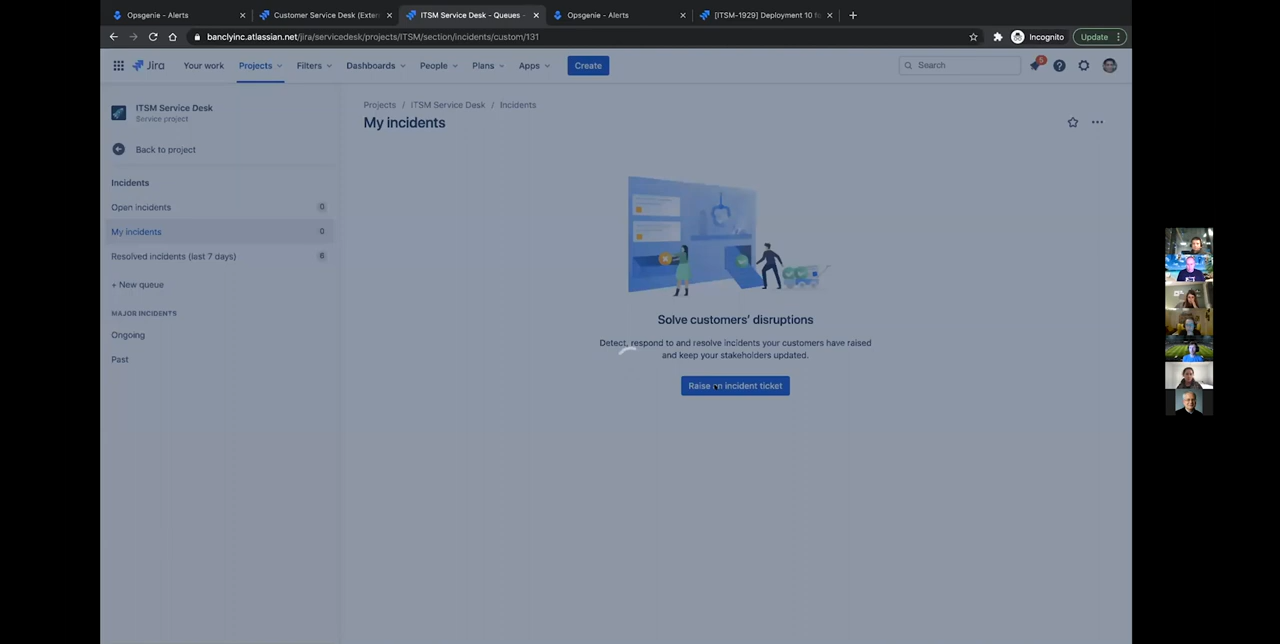 Opsgenie - Alerts
Customer Service Desk (Exter
ITSM Service Desk - Queues -
Opsgenie - Alerts
[ITSM-1929] Deployment 10 fa
banclyinc.atlassian.net/jira/servicedesk/projects/ITSM/section/incidents/custom/131
Incognito
Update
Jira
Your work
Projects
Filters
Dashboards
People
Plans
Apps
Create
Search
5
ITSM Service Desk
Service project
Back to project
Incidents
Open incidents 0
My incidents 0
Resolved incidents (last 7 days) 6
+ New queue
MAJOR INCIDENTS
Ongoing
Past
Projects / ITSM Service Desk / Incidents
My incidents
Solve customers' disruptions
Detect, respond to and resolve incidents your customers have raised
and keep your stakeholders updated.
Raise an incident ticket